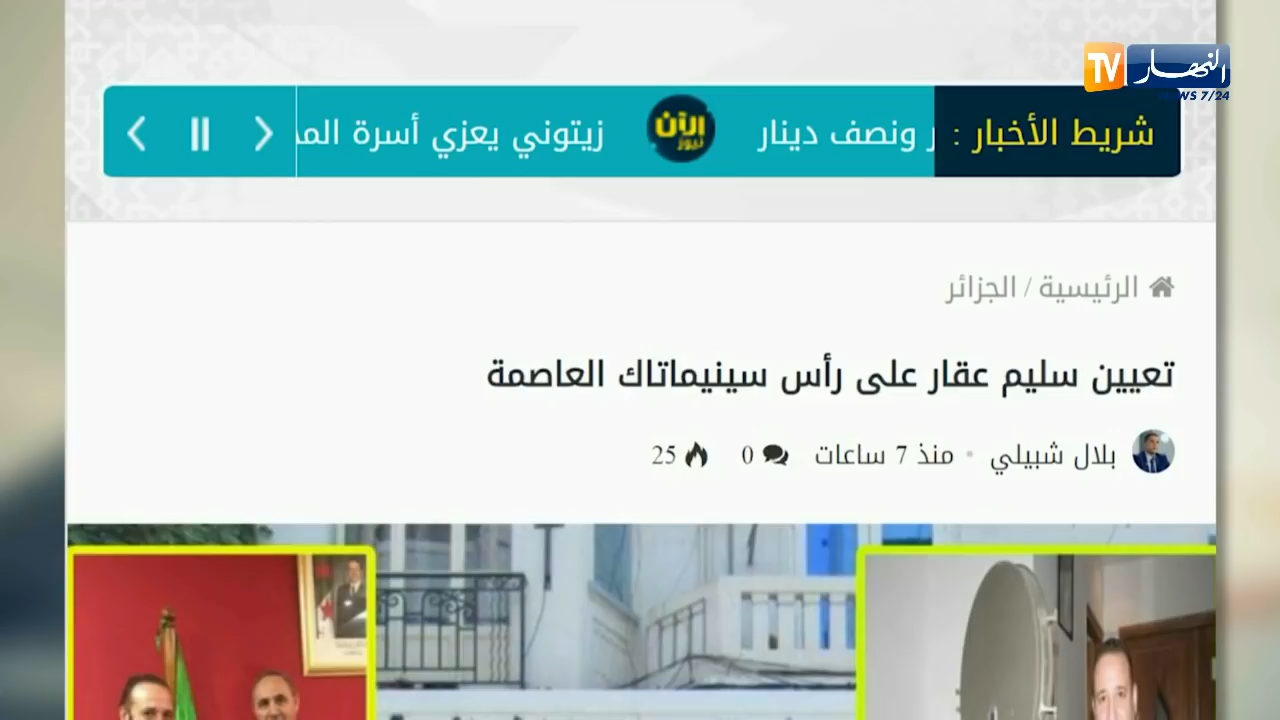 TV النهار
NEWS 7/24
شريط الأخبار :
ونصف دينار
الآن نيوز
زيتوني يعزي أسرة
الرئيسية / الجزائر
تعيين سليم عقار على رأس سينيماتاك العاصمة
بلال شبيلي • منذ 7 ساعات 0 25